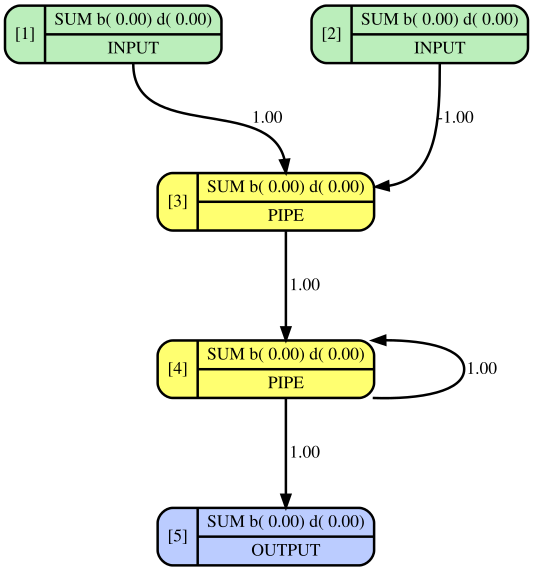 [1] SUM b( 0.00) d( 0.00)
INPUT
[2] SUM b( 0.00) d( 0.00)
INPUT
1.00
-1.00
[3] SUM b( 0.00) d( 0.00)
PIPE
1.00
[4] SUM b( 0.00) d( 0.00)
PIPE
1.00
1.00
[5] SUM b( 0.00) d( 0.00)
OUTPUT